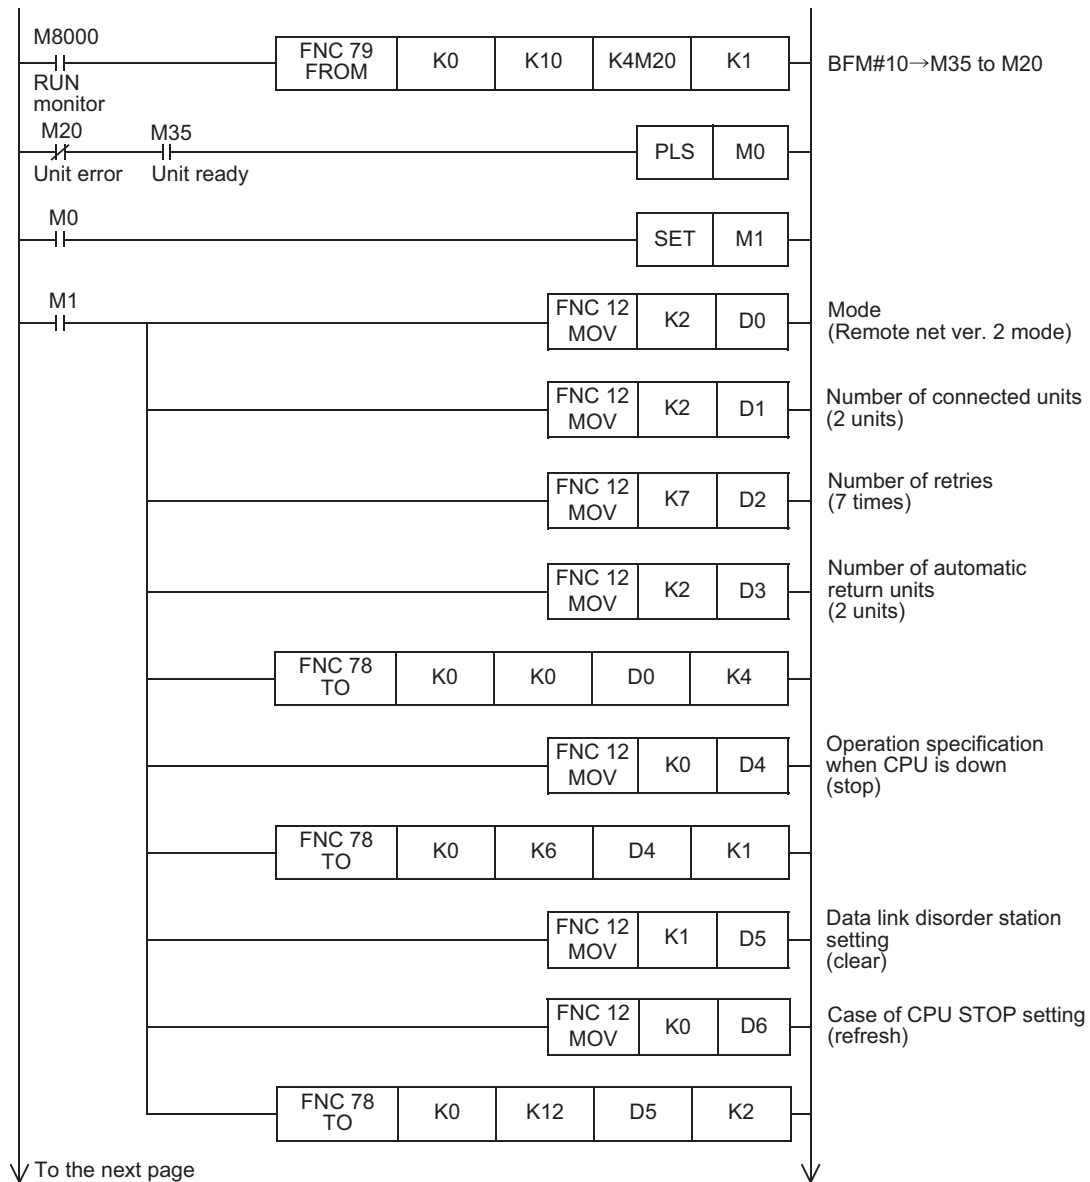 M8000
FNC 79
FROM
K0
K10
K4M20
K1
BFM#10→M35 to M20
RUN
monitor
M20
M35
PLS
M0
Unit error
Unit ready
M0
SET
M1
M1
FNC 12
MOV
K2
D0
Mode
(Remote net ver. 2 mode)
FNC 12
MOV
K2
D1
Number of connected units
(2 units)
FNC 12
MOV
K7
D2
Number of retries
(7 times)
FNC 12
MOV
K2
D3
Number of automatic
return units
(2 units)
FNC 78
TO
K0
K0
D0
K4
FNC 12
MOV
K0
D4
Operation specification
when CPU is down
(stop)
FNC 78
TO
K0
K6
D4
K1
FNC 12
MOV
K1
D5
Data link disorder station
setting
(clear)
FNC 12
MOV
K0
D6
Case of CPU STOP setting
(refresh)
FNC 78
TO
K0
K12
D5
K2
To the next page